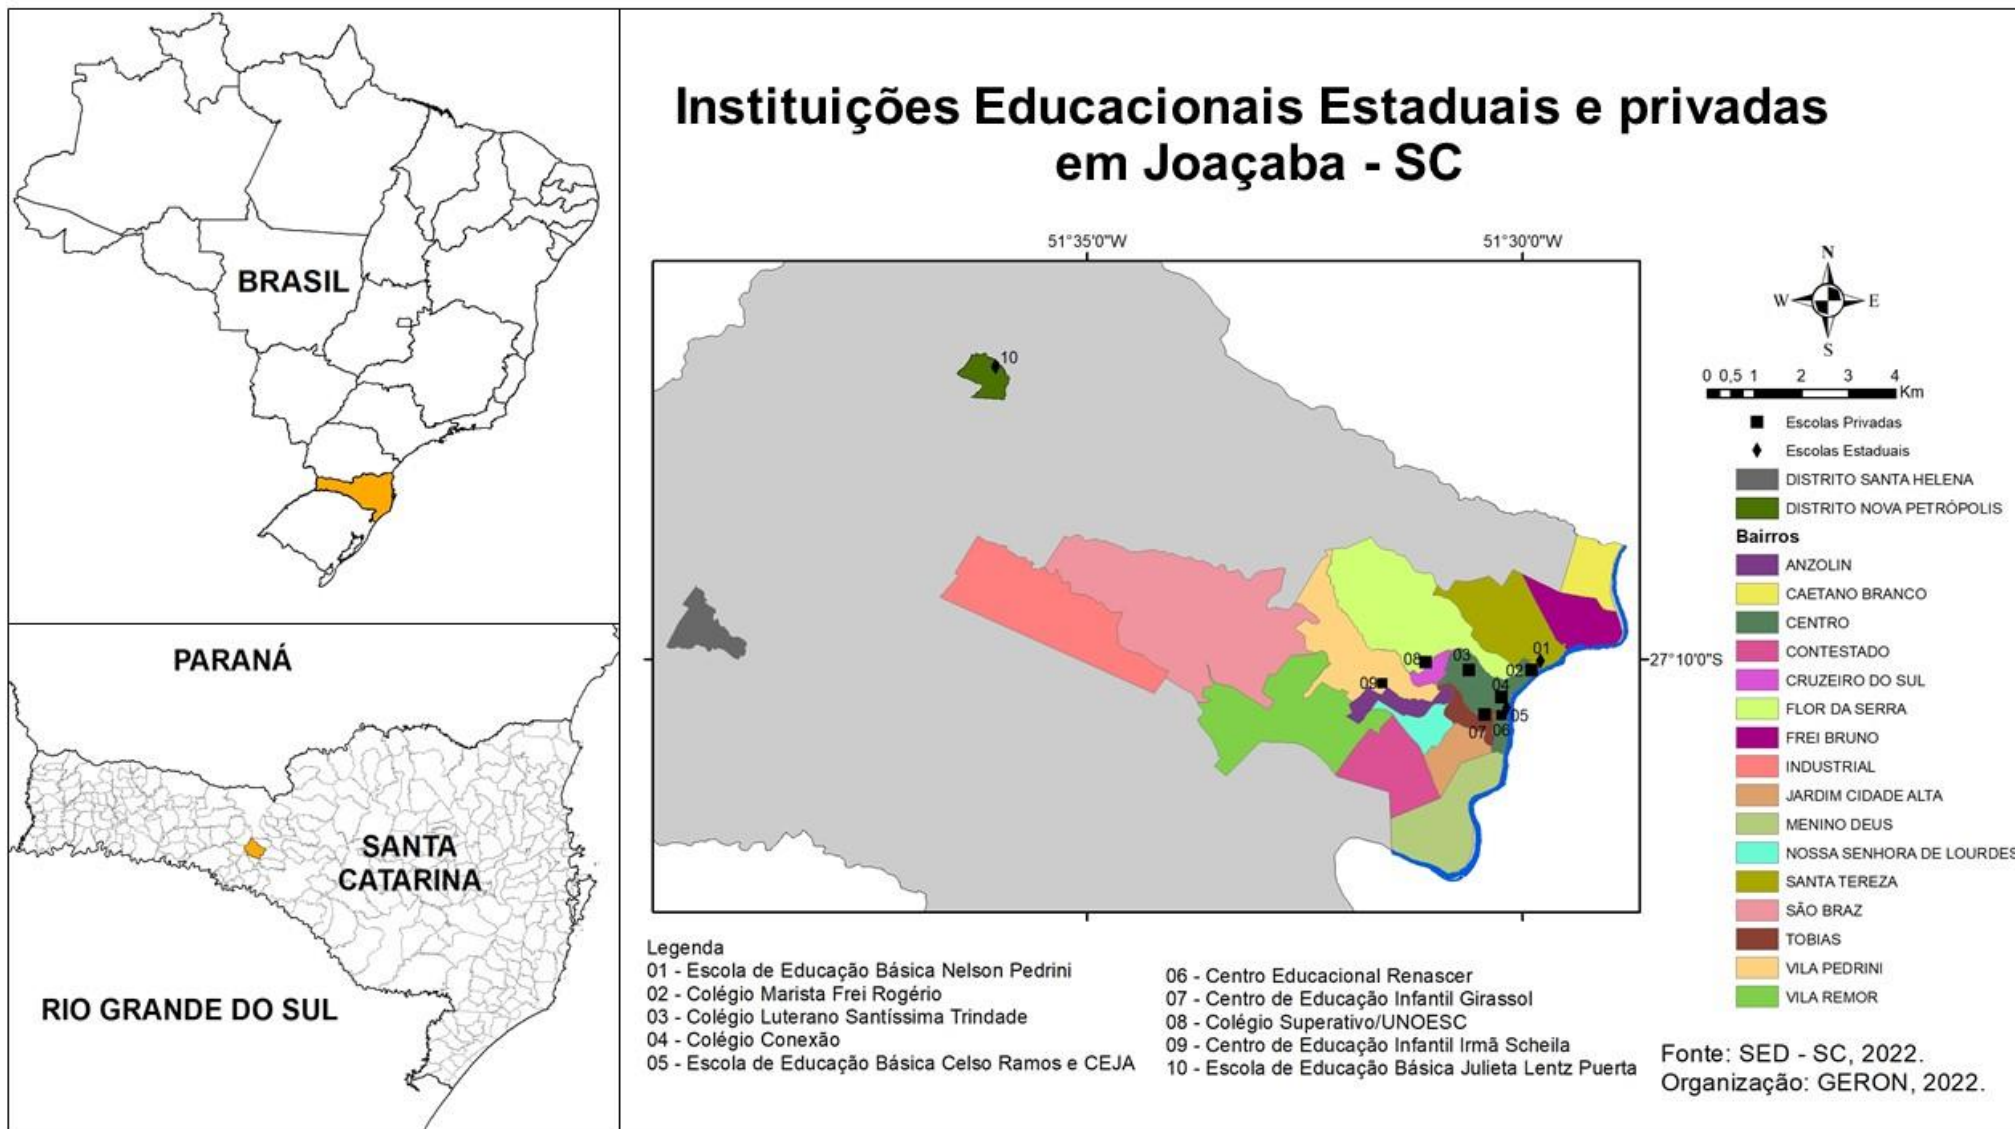 Instituições Educacionais Estaduais e privadas
em Joaçaba - SC
BRASIL
PARANÁ
SANTA
CATARINA
RIO GRANDE DO SUL
51°35'0"W
51°30'0"W
27°10'0"S
10
01
02
03
04
05
06
07
08
09
N
W
E
S
0 0,5 1 2 3 4
Km
Escolas Privadas
Escolas Estaduais
DISTRITO SANTA HELENA
DISTRITO NOVA PETRÓPOLIS
Bairros
ANZOLIN
CAETANO BRANCO
CENTRO
CONTESTADO
CRUZEIRO DO SUL
FLOR DA SERRA
FREI BRUNO
INDUSTRIAL
JARDIM CIDADE ALTA
MENINO DEUS
NOSSA SENHORA DE LOURDES
SANTA TEREZA
SÃO BRAZ
TOBIAS
VILA PEDRINI
VILA REMOR
Legenda
01 - Escola de Educação Básica Nelson Pedrini
02 - Colégio Marista Frei Rogério
03 - Colégio Luterano Santíssima Trindade
04 - Colégio Conexão
05 - Escola de Educação Básica Celso Ramos e CEJA
06 - Centro Educacional Renascer
07 - Centro de Educação Infantil Girassol
08 - Colégio Superativo/UNOESC
09 - Centro de Educação Infantil Irmã Scheila
10 - Escola de Educação Básica Julieta Lentz Puerta
Fonte: SED - SC, 2022.
Organização: GERON, 2022.